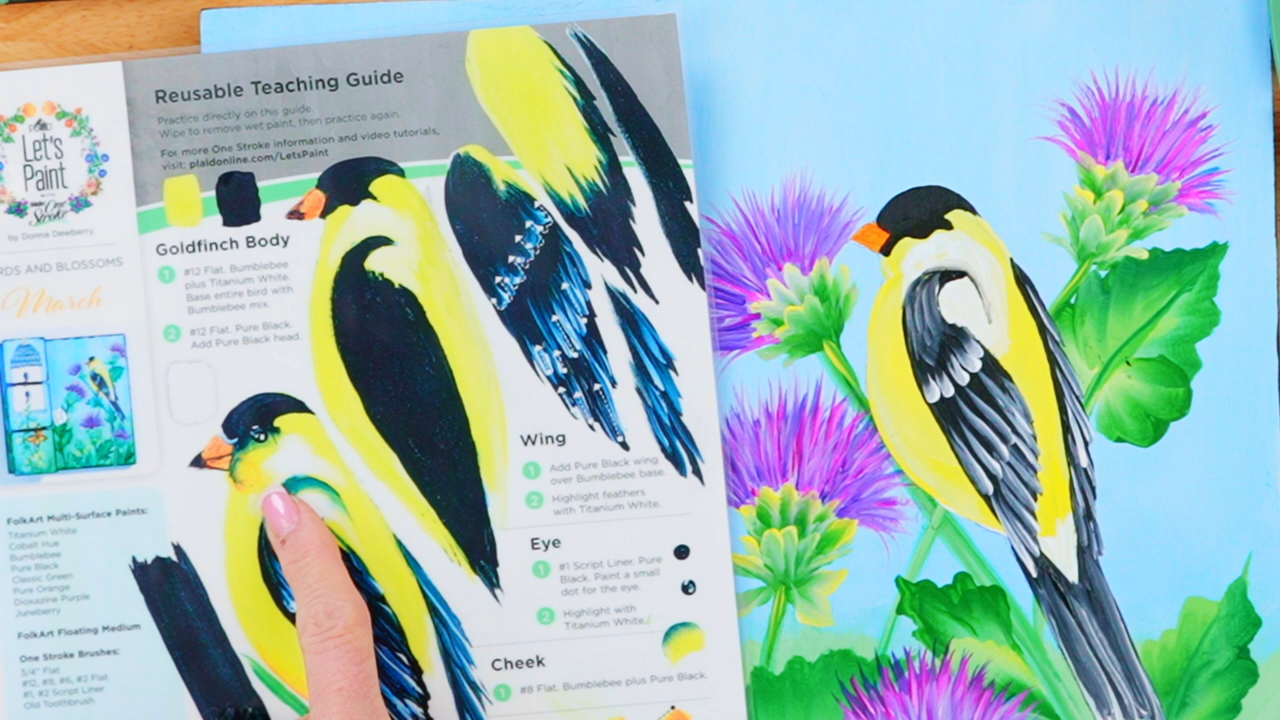 Reusable Teaching Guide
Practice directly on this guide.
Wipe to remove wet paint, then practice again.
For more One Stroke information and video tutorials,
visit: plaidonline.com/LetsPaint
Let's
Paint
One
Stroke
by Donna Dewberry
RDS AND BLOSSOMS
March
FolkArt Multi-Surface Paints:
Titanium White
Cobalt Hue
Bumblebee
Pure Black
Classic Green
Pure Orange
Dioxazine Purple
Juneberry
FolkArt Floating Medium
One Stroke Brushes:
3/4" Flat
#12, #8, #6, #2 Flat
#1, #2 Script Liner
Old Toothbrush
Goldfinch Body
1 #12 Flat. Bumblebee
plus Titanium White.
Base entire bird with
Bumblebee mix.
2 #12 Flat. Pure Black.
Add Pure Black head.
Wing
1 Add Pure Black wing
over Bumblebee base.
2 Highlight feathers
with Titanium White.
Eye
1 #1 Script Liner. Pure
Black. Paint a small
dot for the eye.
2 Highlight with
Titanium White.
Cheek
1 #8 Flat. Bumblebee plus Pure Black.